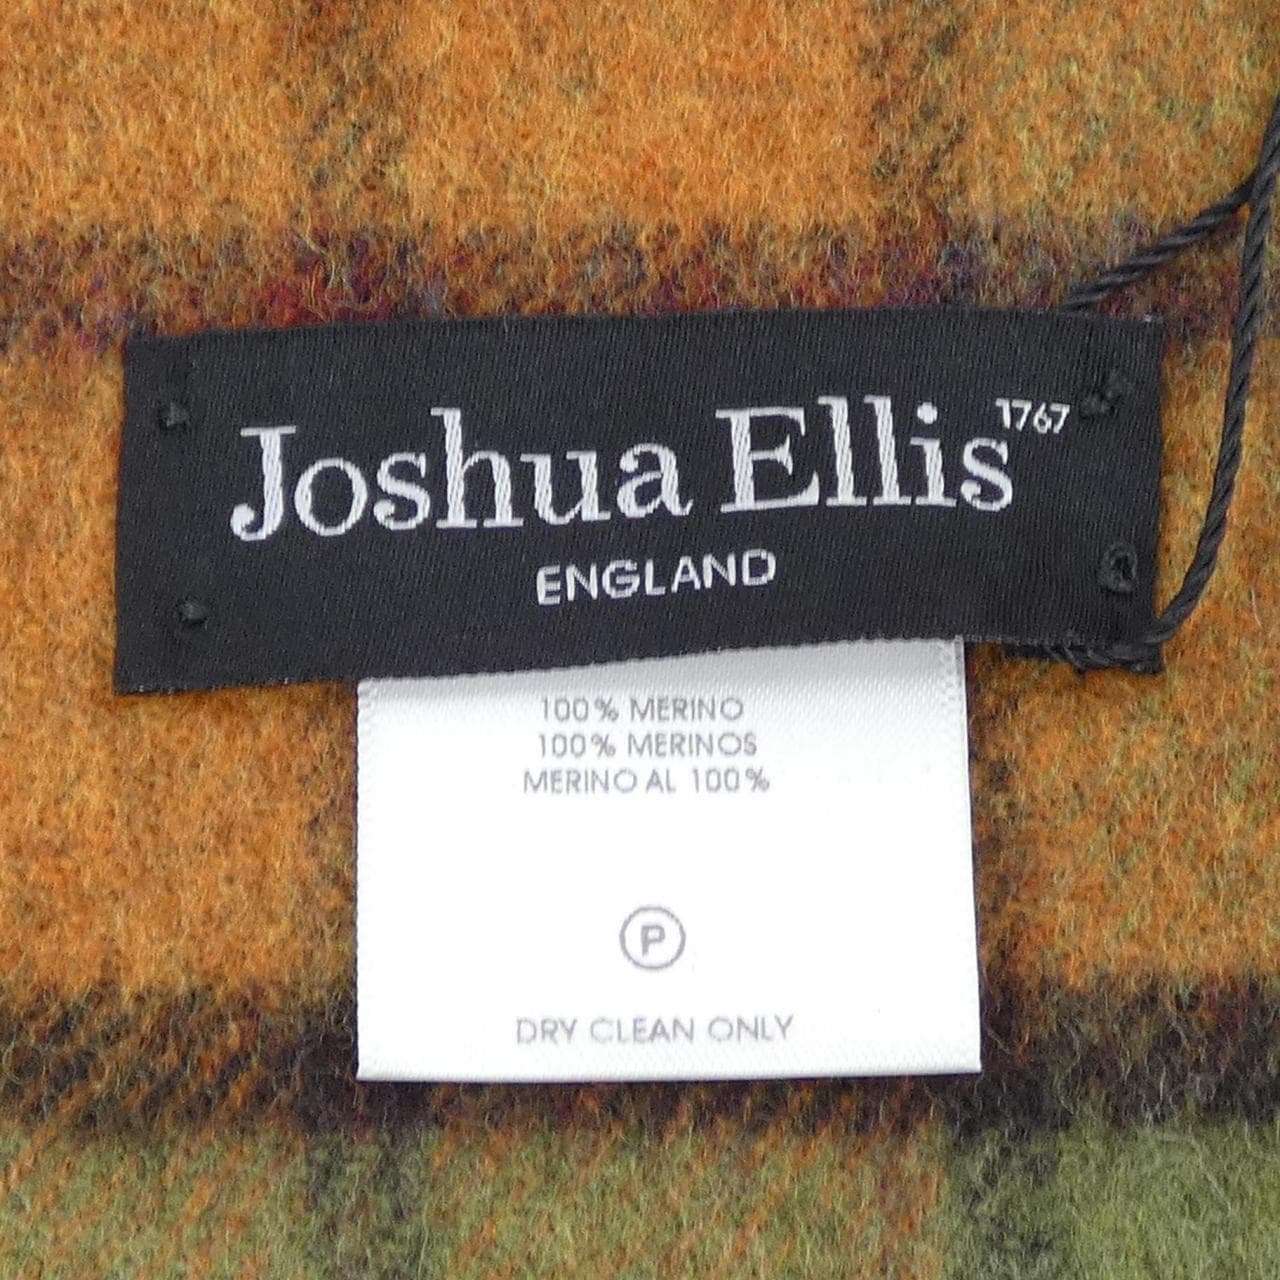 Joshua Ellis 1767
ENGLAND
100% MERINO
100% MERINOS
MERINO AL 100%
P
DRY CLEAN ONLY